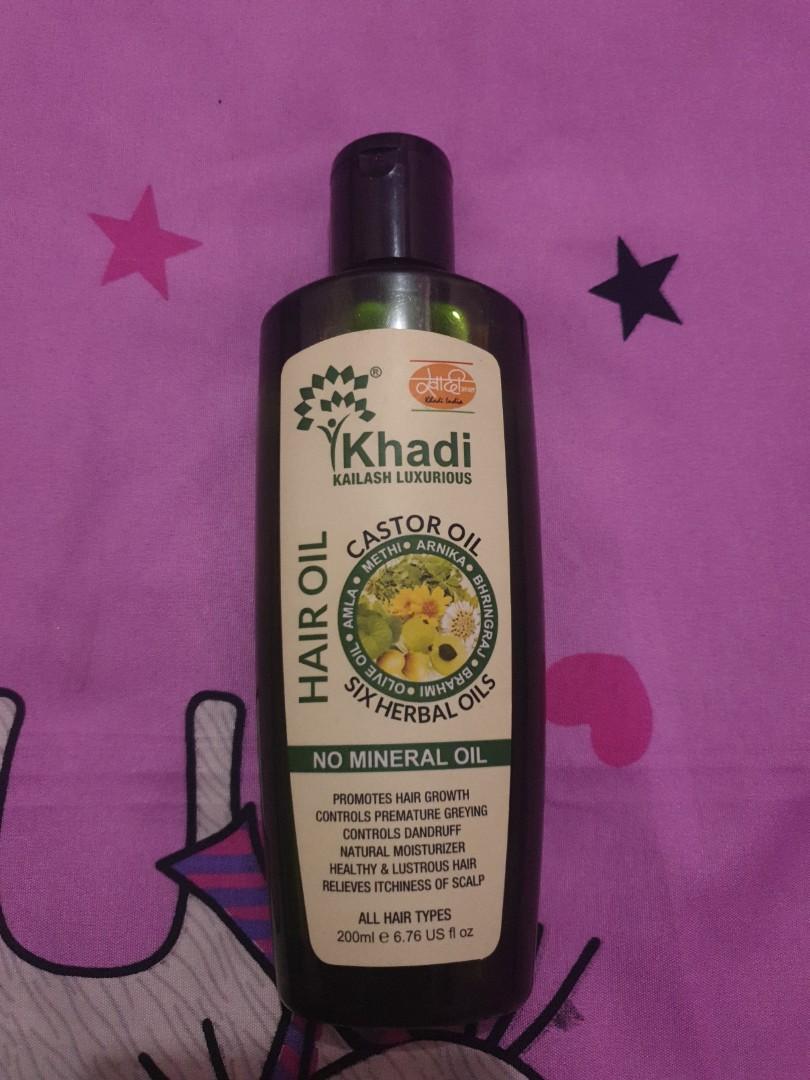 ®
खादी
Khadi India
Khadi
KAILASH LUXURIOUS
HAIR OIL
CASTOR OIL
OLIVE OIL • AMLA • METHI • ARNIKA • BHRINGRAJ • BRAHMI •
SIX HERBAL OILS
NO MINERAL OIL
PROMOTES HAIR GROWTH
CONTROLS PREMATURE GREYING
CONTROLS DANDRUFF
NATURAL MOISTURIZER
HEALTHY & LUSTROUS HAIR
RELIEVES ITCHINESS OF SCALP
ALL HAIR TYPES
200ml ℮ 6.76 US fl oz